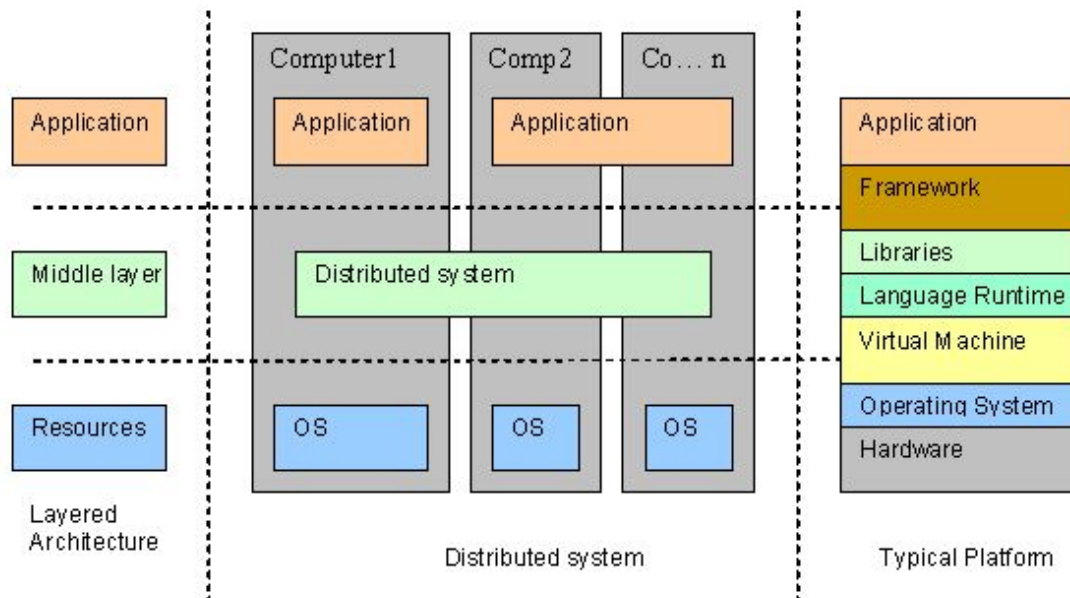 Computer1
Comp2
Co... n
Application
Application
Application
Application
Framework
Middle layer
Distributed system
Libraries
Language Runtime
Virtual Machine
Resources
OS
OS
OS
Operating System
Hardware
Layered
Architecture
Distributed system
Typical Platform